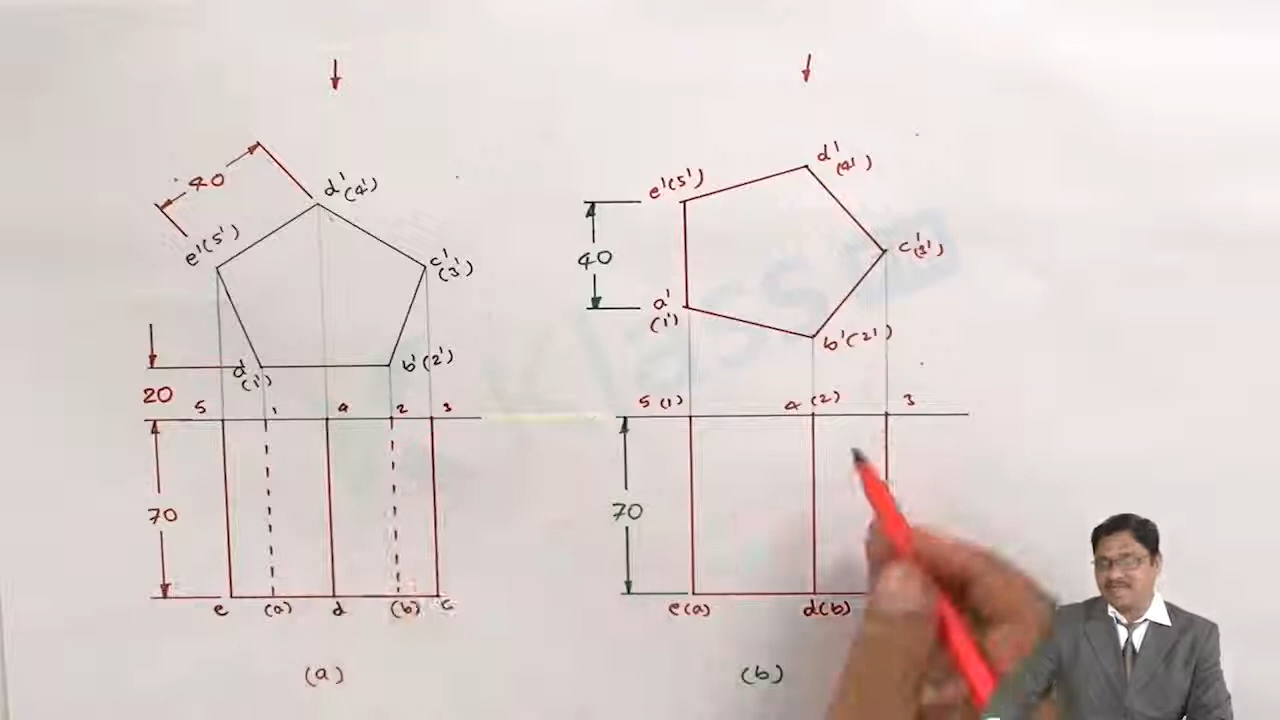 40
d'(4')
e'(5')
c'(3')
b'(2')
d'(1')
20
5 1 4 2 3
70
e (a) d (b) c
(a)
d'(4')
e'(5')
c'(3')
40
a'(1')
b'(2')
5(1) 4(2) 3
70
e(a) d(b)
(b)